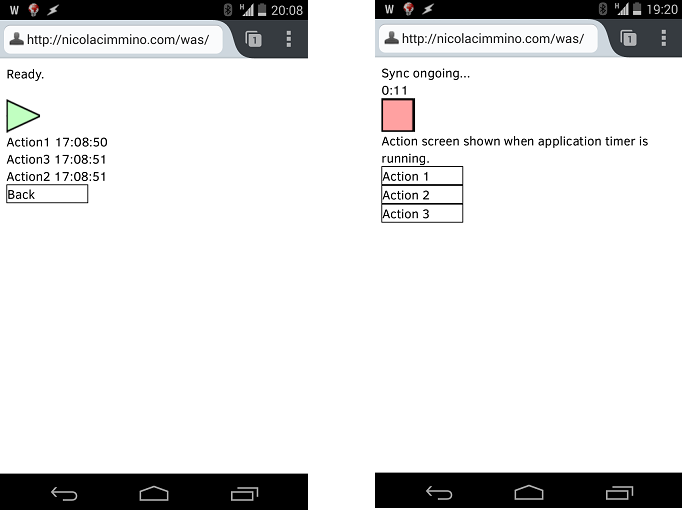 W H 20:08
http://nicolacimmino.com/was/ 1
Ready.
Action1 17:08:50
Action3 17:08:51
Action2 17:08:51
Back
W H 19:20
http://nicolacimmino.com/was/ 1
Sync ongoing...
0:11
Action screen shown when application timer is
running.
Action 1
Action 2
Action 3